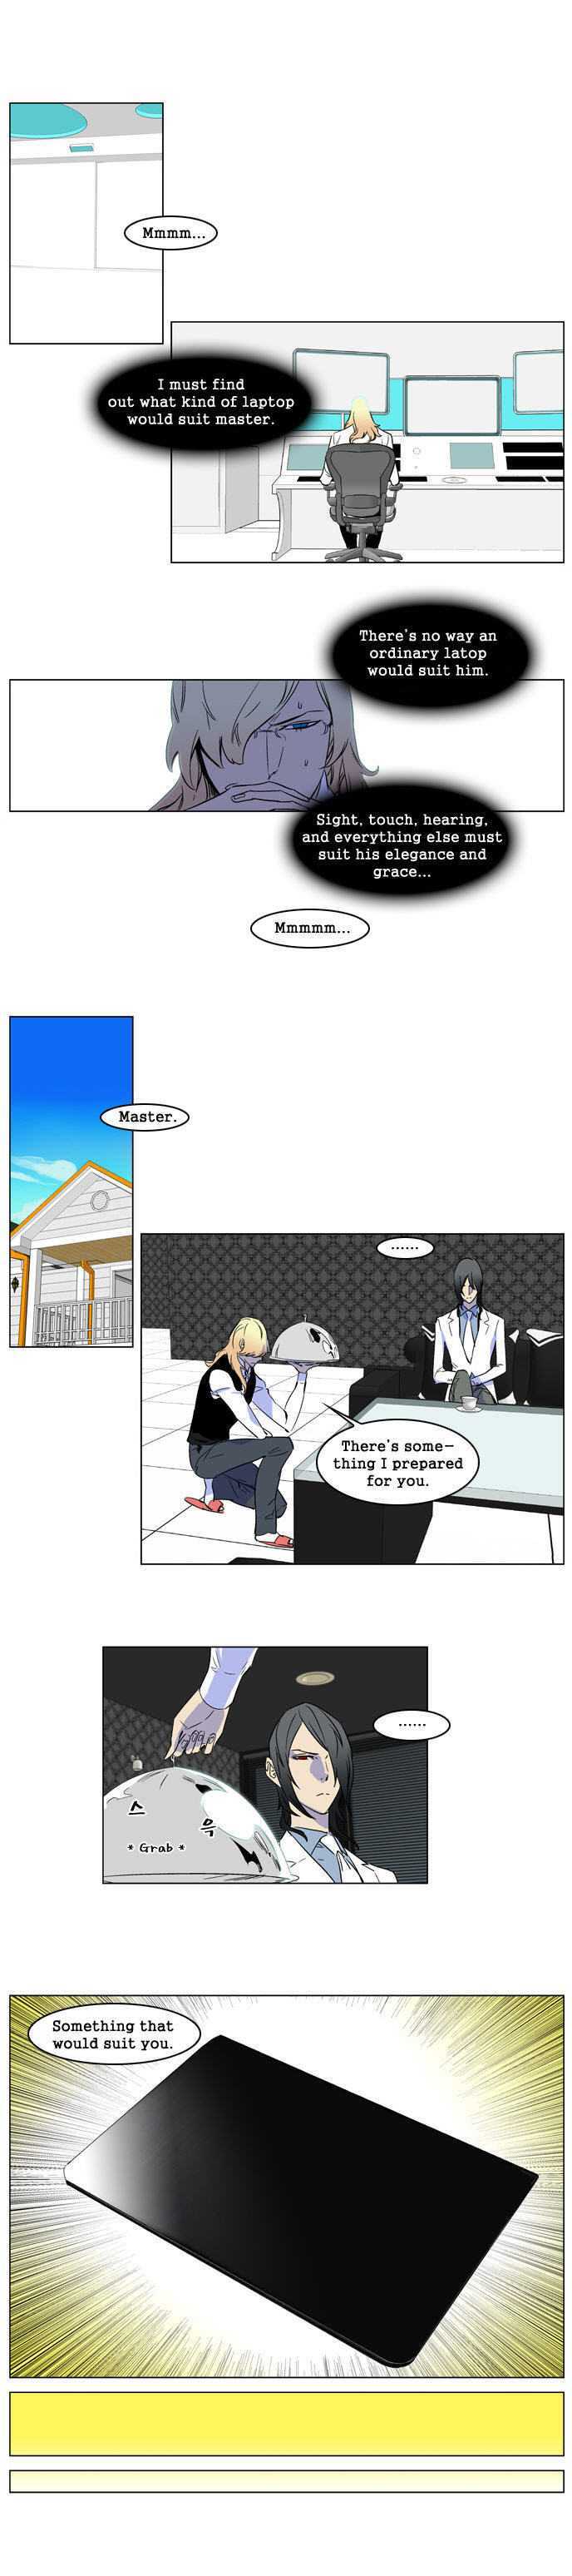 Mmmm...
I must find
out what kind of laptop
would suit master.
There's no way an
ordinary latop
would suit him.
Sight, touch, hearing,
and everything else must
suit his elegance and
grace...
Mmmmm...
Master.
......
There's some-
thing I prepared
for you.
......
스
윽
* Grab *
Something that
would suit you.